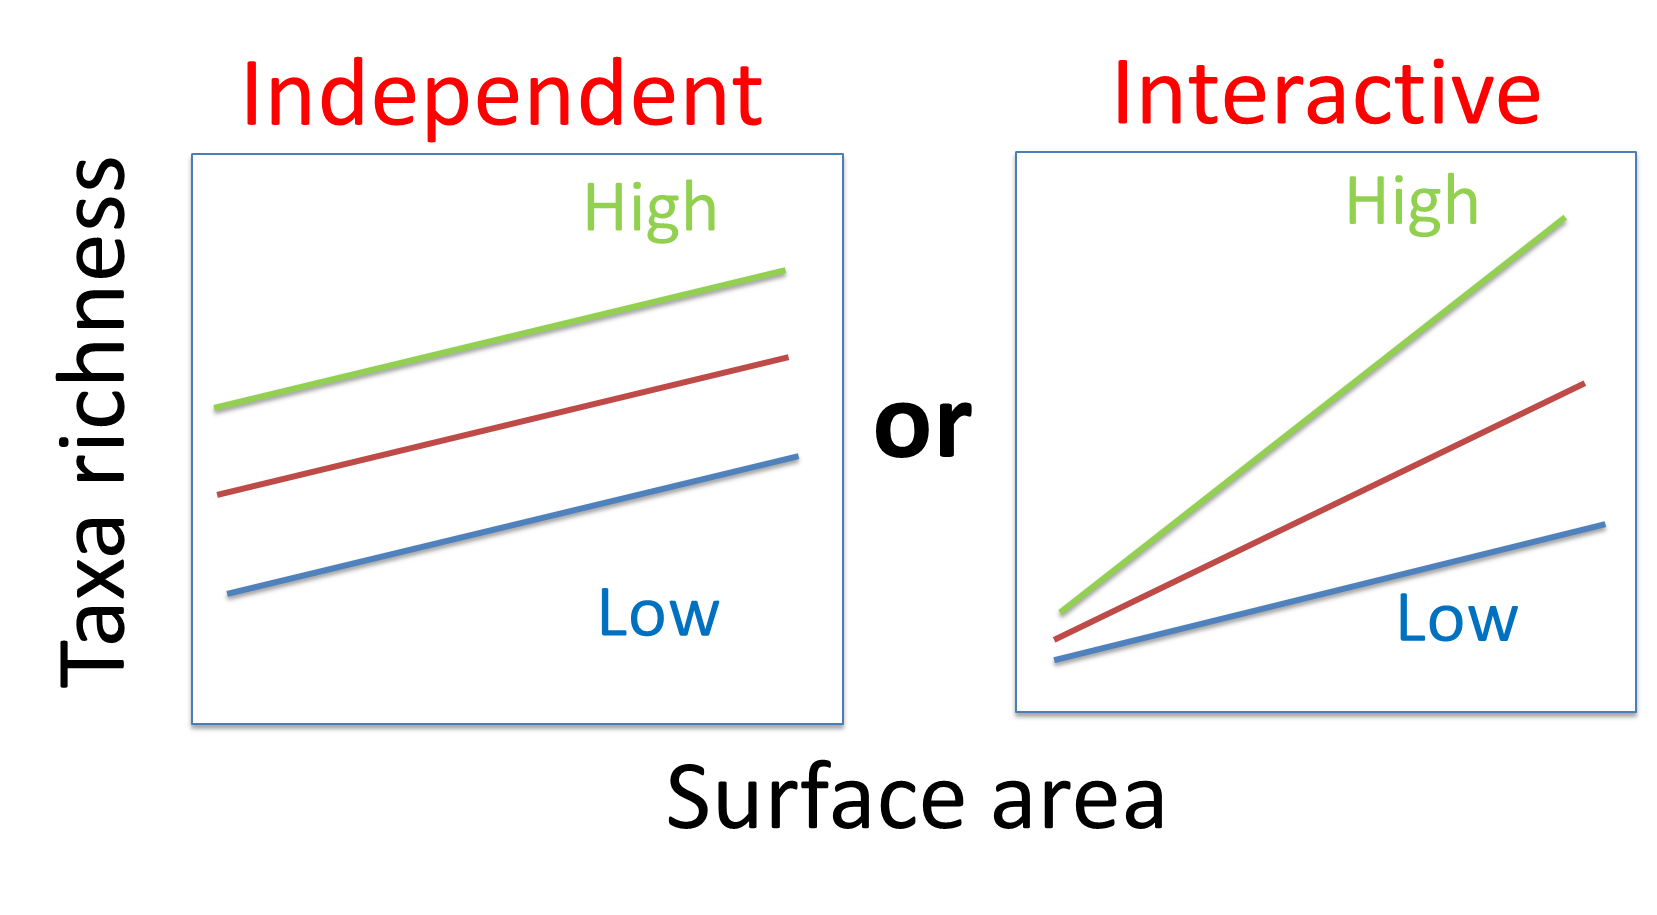 Independent
Interactive
Taxa richness
High
Low
or
High
Low
Surface area